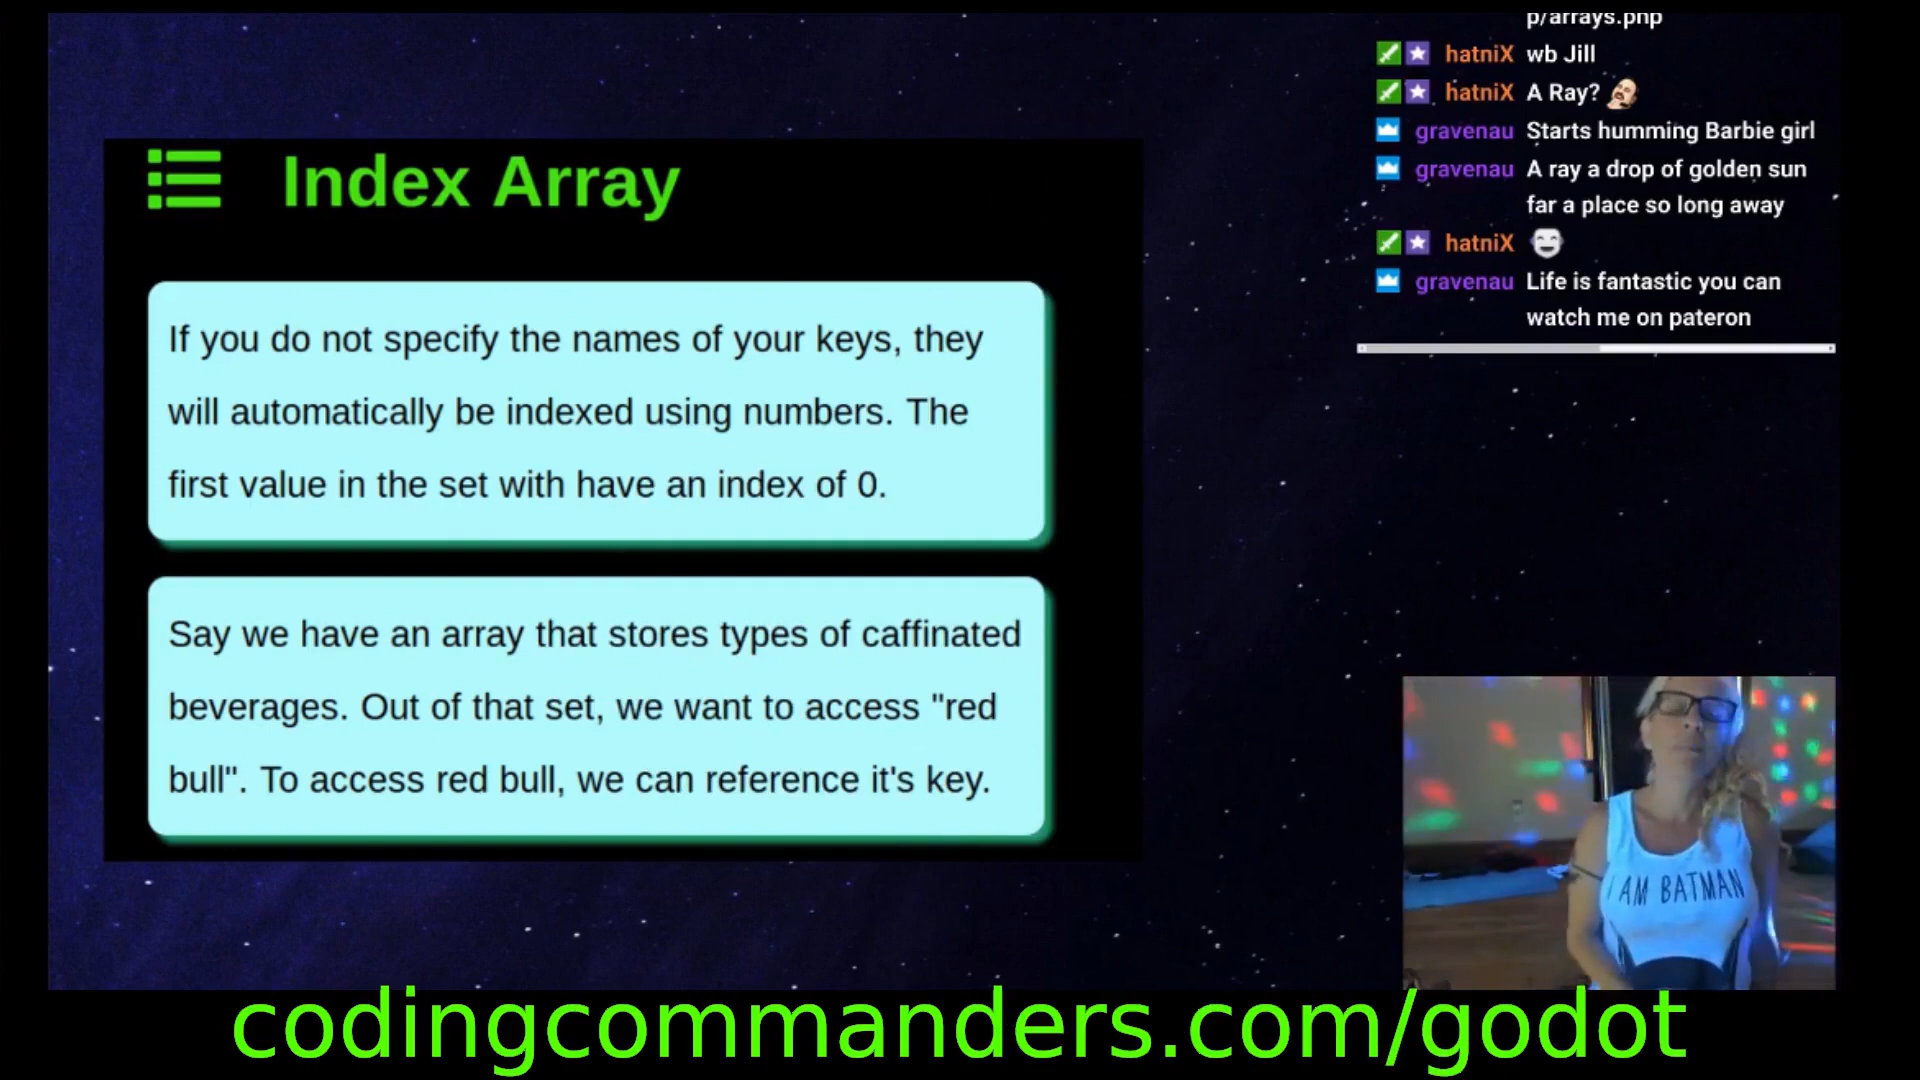 Index Array
If you do not specify the names of your keys, they
will automatically be indexed using numbers. The
first value in the set with have an index of 0.
Say we have an array that stores types of caffinated
beverages. Out of that set, we want to access "red
bull". To access red bull, we can reference it's key.
p/arrays.php
hatniX wb Jill
hatniX A Ray?
gravenau Starts humming Barbie girl
gravenau A ray a drop of golden sun
far a place so long away
hatniX
gravenau Life is fantastic you can
watch me on pateron
I AM BATMAN
codingcommanders.com/godot